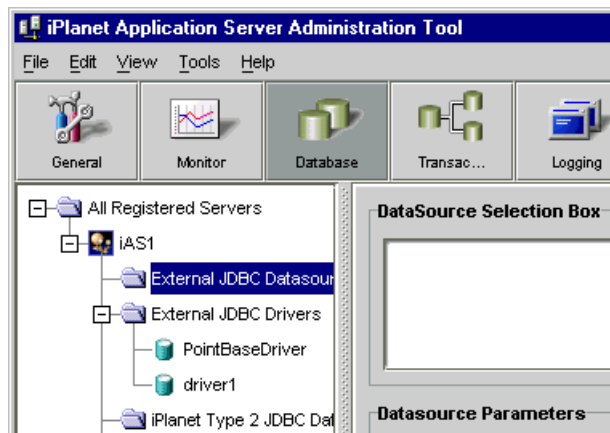 iPlanet Application Server Administration Tool
File Edit View Tools Help
General Monitor Database Transac... Logging
All Registered Servers
iAS1
External JDBC Datasour
External JDBC Drivers
PointBaseDriver
driver1
iPlanet Type 2 JDBC Dat
DataSource Selection Box
Datasource Parameters